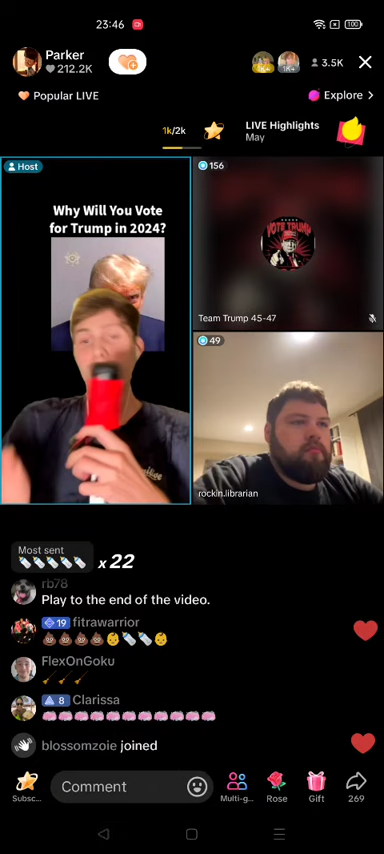 23:46
100
Parker
212.2K
1K+
1K+
3.5K
Popular LIVE
Explore >
1k/2k
LIVE Highlights
May
Host
Why Will You Vote
for Trump in 2024?
156
VOTE TRUMP
Team Trump 45-47
49
rockin.librarian
Most sent
x 22
rb78
Play to the end of the video.
19 fitrawarrior
FlexOnGoku
8 Clarissa
blossomzoie joined
Subsc...
Comment
Multi-g...
Rose
Gift
269